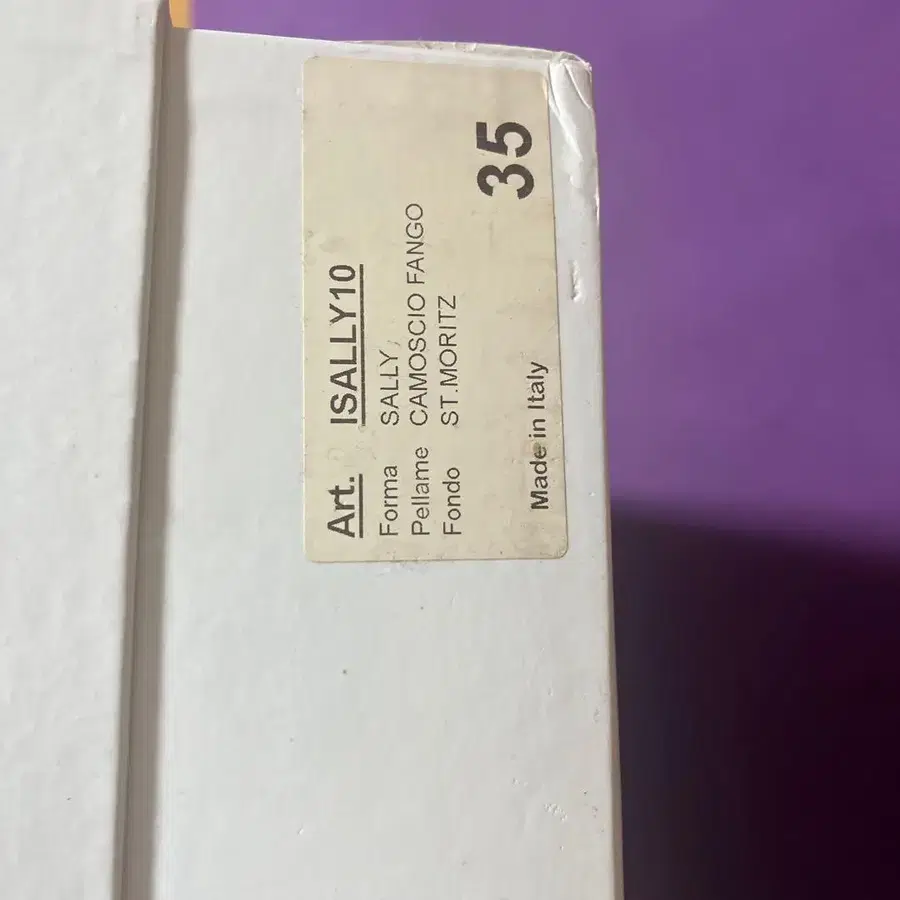 Art. ISALLY10
Forma SALLY
Pellame CAMOSCIO FANGO
Fondo ST.MORITZ
35
Made in Italy